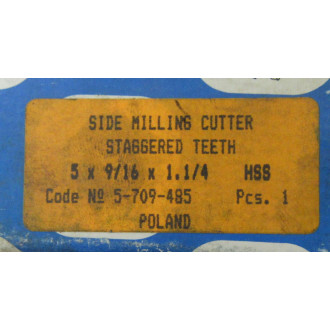 SIDE MILLING CUTTER
STAGGERED TEETH
5 x 9/16 x 1.1/4 HSS
Code Nº 5-709-485 Pcs. 1
POLAND